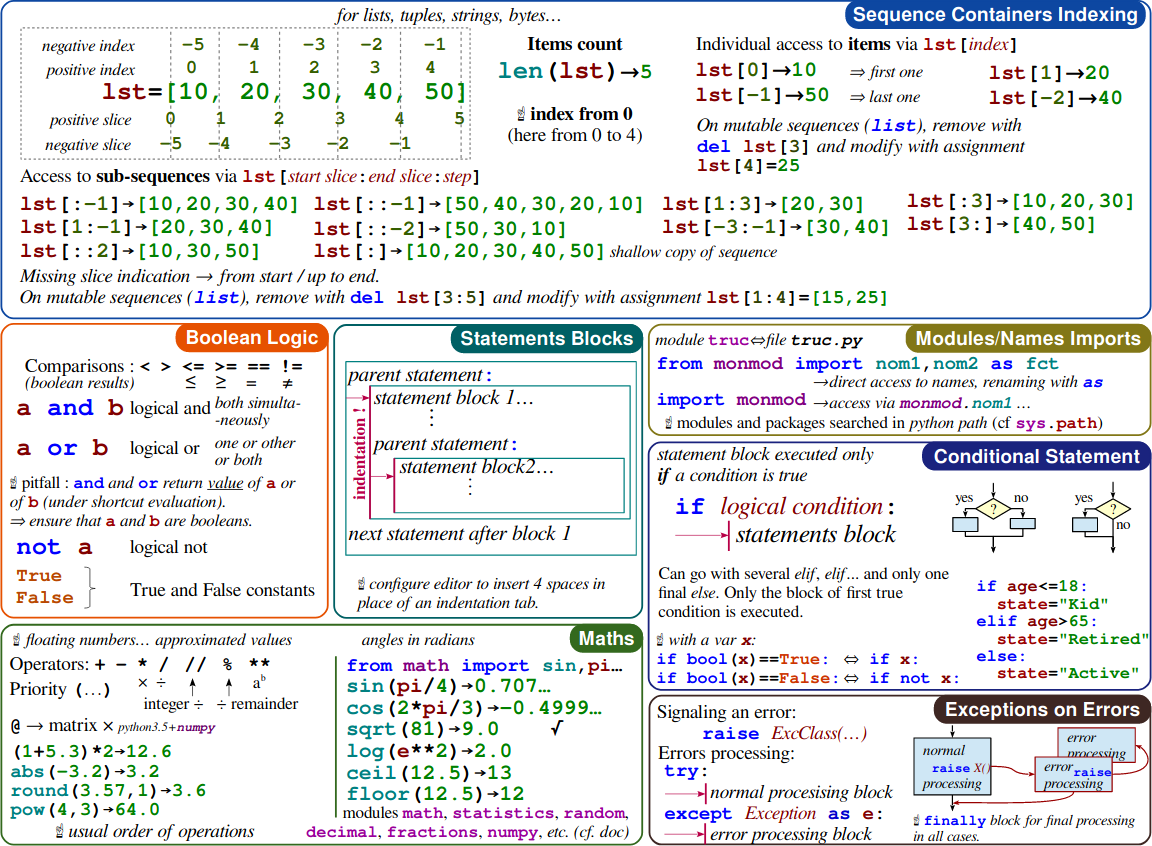 for lists, tuples, strings, bytes…
Sequence Containers Indexing
negative index -5 -4 -3 -2 -1
positive index 0 1 2 3 4
lst=[10, 20, 30, 40, 50]
positive slice 0 1 2 3 4 5
negative slice -5 -4 -3 -2 -1
Items count
len(lst)→5
☝ index from 0
(here from 0 to 4)
Individual access to items via lst[index]
lst[0]→10 ⇒ first one lst[1]→20
lst[-1]→50 ⇒ last one lst[-2]→40
On mutable sequences (list), remove with
del lst[3] and modify with assignment
lst[4]=25
Access to sub-sequences via lst[start slice:end slice:step]
lst[:-1]→[10,20,30,40] lst[::-1]→[50,40,30,20,10] lst[1:3]→[20,30] lst[:3]→[10,20,30]
lst[1:-1]→[20,30,40] lst[::-2]→[50,30,10] lst[-3:-1]→[30,40] lst[3:]→[40,50]
lst[::2]→[10,30,50] lst[:]→[10,20,30,40,50] shallow copy of sequence
Missing slice indication → from start / up to end.
On mutable sequences (list), remove with del lst[3:5] and modify with assignment lst[1:4]=[15,25]
Boolean Logic
Comparisons : < > <= >= == !=
(boolean results) ≤ ≥ = ≠
a and b logical and both simulta-
-neously
a or b logical or one or other
or both
☝ pitfall : and and or return value of a or
of b (under shortcut evaluation).
⇒ ensure that a and b are booleans.
not a logical not
True
False
True and False constants
Statements Blocks
parent statement:
statement block 1…
⋮
parent statement:
statement block2…
⋮
indentation !
next statement after block 1
☝ configure editor to insert 4 spaces in
place of an indentation tab.
Modules/Names Imports
module truc⇔file truc.py
from monmod import nom1,nom2 as fct
→direct access to names, renaming with as
import monmod →access via monmod.nom1 …
☝ modules and packages searched in python path (cf sys.path)
Conditional Statement
statement block executed only
if a condition is true
if logical condition:
statements block
yes ? no
yes ?
no
Can go with several elif, elif... and only one
final else. Only the block of first true
condition is executed.
☝ with a var x:
if bool(x)==True: ⇔ if x:
if bool(x)==False: ⇔ if not x:
if age<=18:
state="Kid"
elif age>65:
state="Retired"
else:
state="Active"
Maths
☝ floating numbers… approximated values
angles in radians
Operators: + - * / // % **
Priority (…) × ÷ aᵇ
integer ÷ ÷ remainder
@ → matrix × python3.5+numpy
(1+5.3)*2→12.6
abs(-3.2)→3.2
round(3.57,1)→3.6
pow(4,3)→64.0
☝ usual order of operations
from math import sin,pi…
sin(pi/4)→0.707…
cos(2*pi/3)→-0.4999…
sqrt(81)→9.0 √
log(e**2)→2.0
ceil(12.5)→13
floor(12.5)→12
modules math, statistics, random,
decimal, fractions, numpy, etc. (cf. doc)
Exceptions on Errors
Signaling an error:
raise ExcClass(…)
Errors processing:
try:
normal procesising block
except Exception as e:
error processing block
normal
raise X()
processing
error
processing
error raise
processing
☝ finally block for final processing
in all cases.